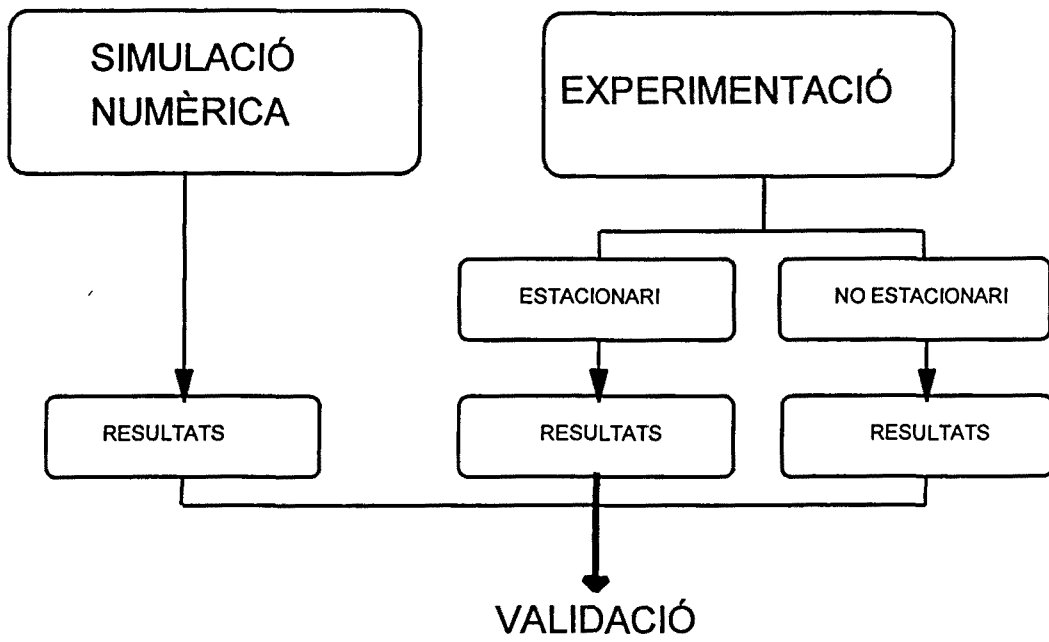 SIMULACIÓ
NUMÈRICA
EXPERIMENTACIÓ
ESTACIONARI
NO ESTACIONARI
RESULTATS
RESULTATS
RESULTATS
VALIDACIÓ